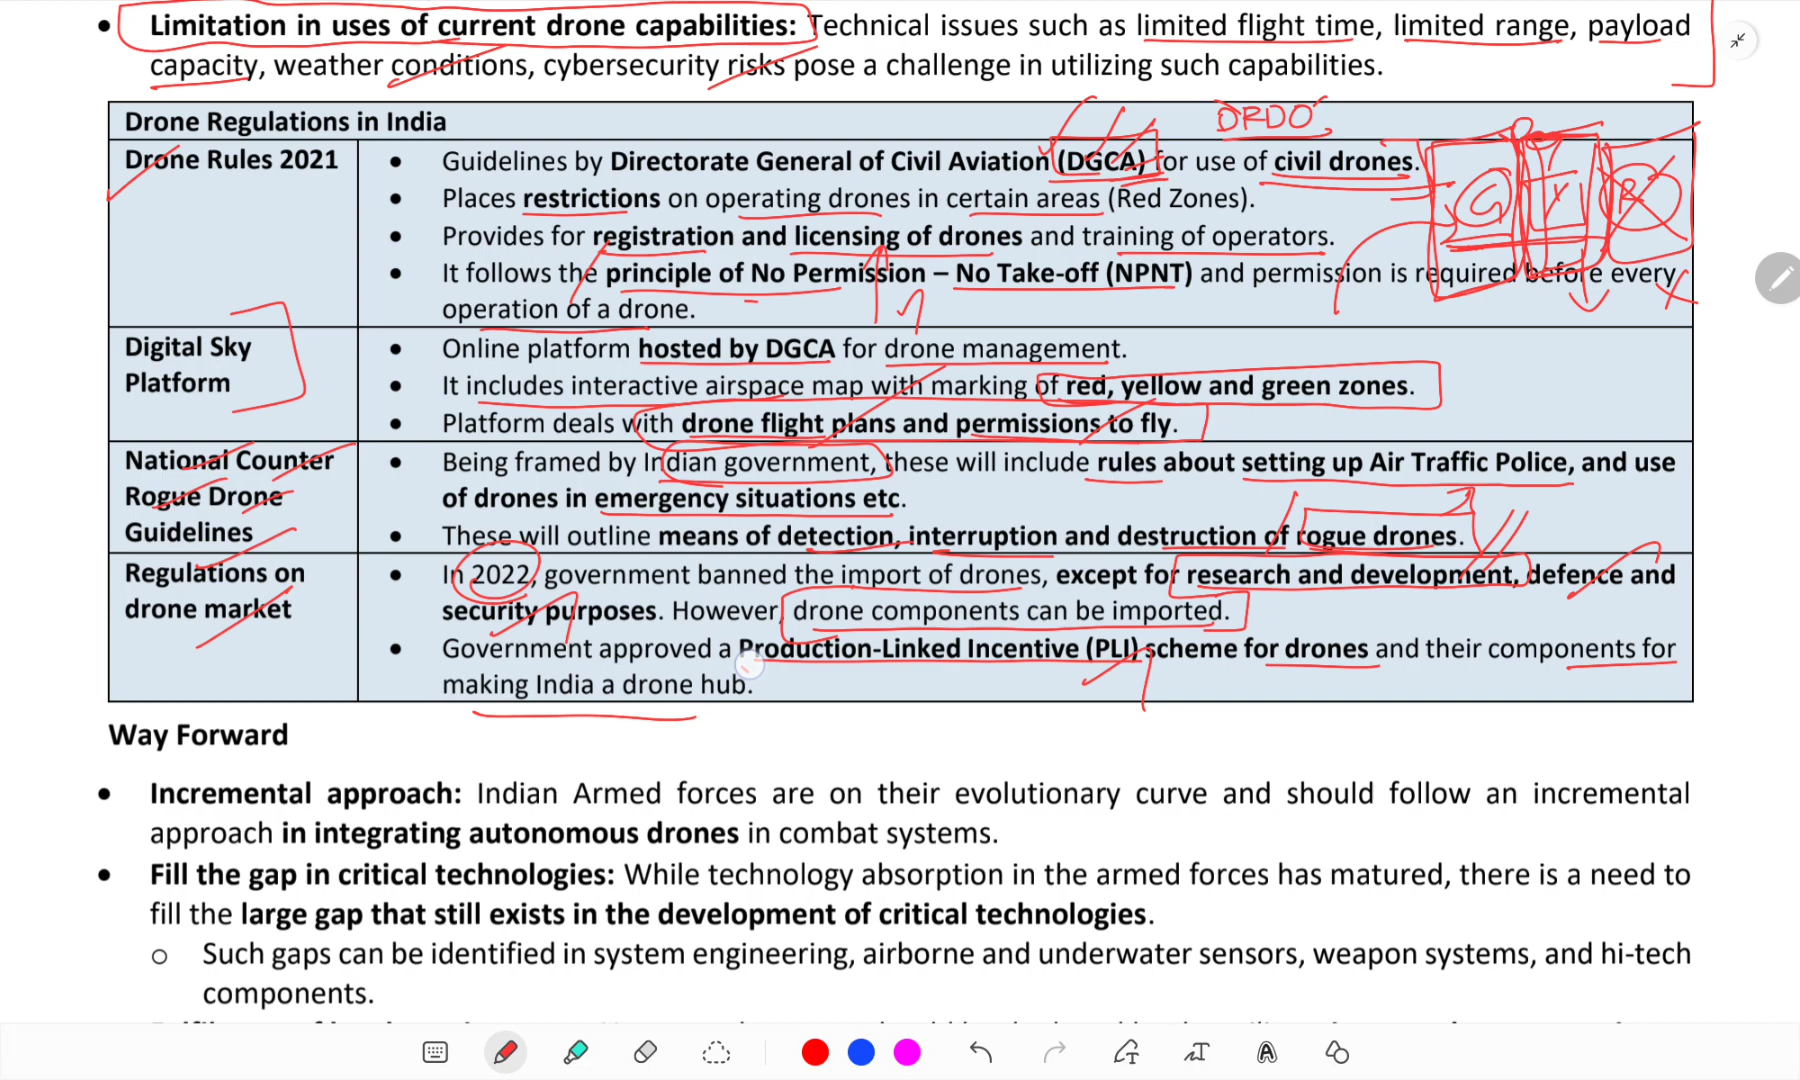 • Limitation in uses of current drone capabilities: Technical issues such as limited flight time, limited range, payload
capacity, weather conditions, cybersecurity risks pose a challenge in utilizing such capabilities.
DRDO
Drone Regulations in India
Drone Rules 2021
• Guidelines by Directorate General of Civil Aviation (DGCA) for use of civil drones.
• Places restrictions on operating drones in certain areas (Red Zones).
G Y R
• Provides for registration and licensing of drones and training of operators.
• It follows the principle of No Permission – No Take-off (NPNT) and permission is required before every
operation of a drone.
Digital Sky
Platform
• Online platform hosted by DGCA for drone management.
• It includes interactive airspace map with marking of red, yellow and green zones.
• Platform deals with drone flight plans and permissions to fly.
National Counter
Rogue Drone
Guidelines
• Being framed by Indian government, these will include rules about setting up Air Traffic Police, and use
of drones in emergency situations etc.
• These will outline means of detection, interruption and destruction of rogue drones.
Regulations on
drone market
• In 2022, government banned the import of drones, except for research and development, defence and
security purposes. However, drone components can be imported.
• Government approved a Production-Linked Incentive (PLI) scheme for drones and their components for
making India a drone hub.
Way Forward
• Incremental approach: Indian Armed forces are on their evolutionary curve and should follow an incremental
approach in integrating autonomous drones in combat systems.
• Fill the gap in critical technologies: While technology absorption in the armed forces has matured, there is a need to
fill the large gap that still exists in the development of critical technologies.
o Such gaps can be identified in system engineering, airborne and underwater sensors, weapon systems, and hi-tech
components.